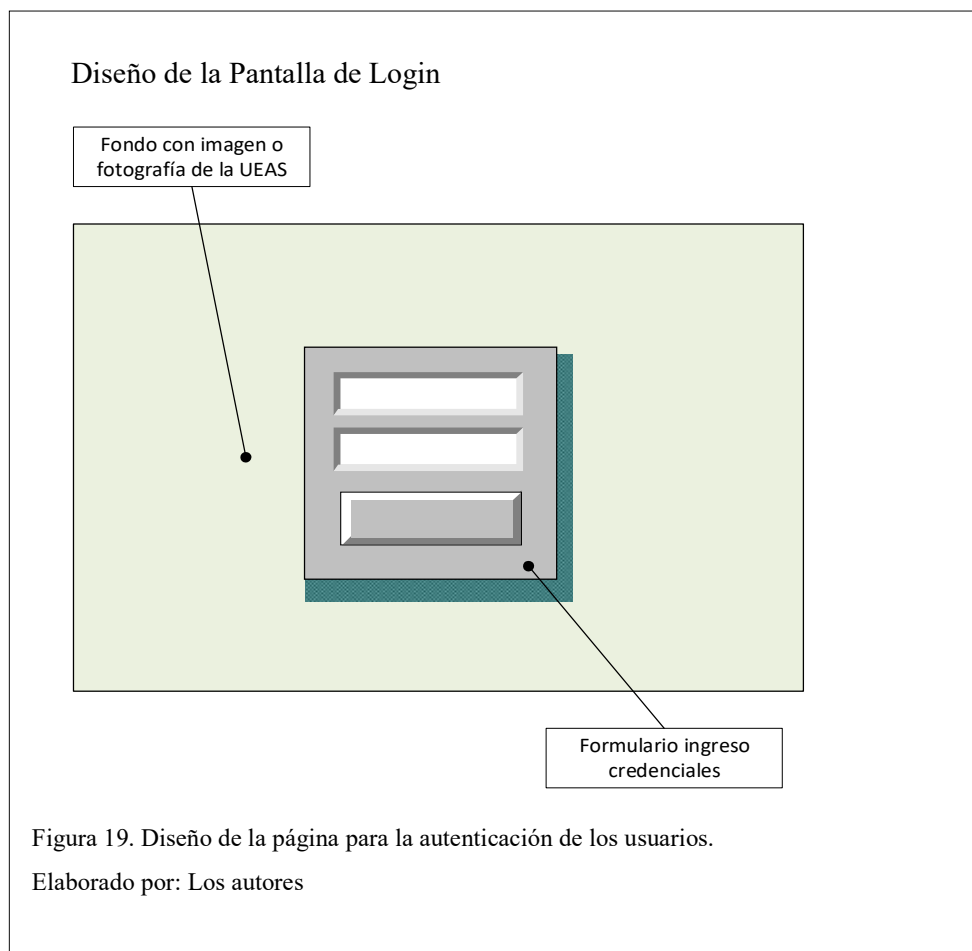 Diseño de la Pantalla de Login
Fondo con imagen o
fotografía de la UEAS
Formulario ingreso
credenciales
Figura 19. Diseño de la página para la autenticación de los usuarios.
Elaborado por: Los autores